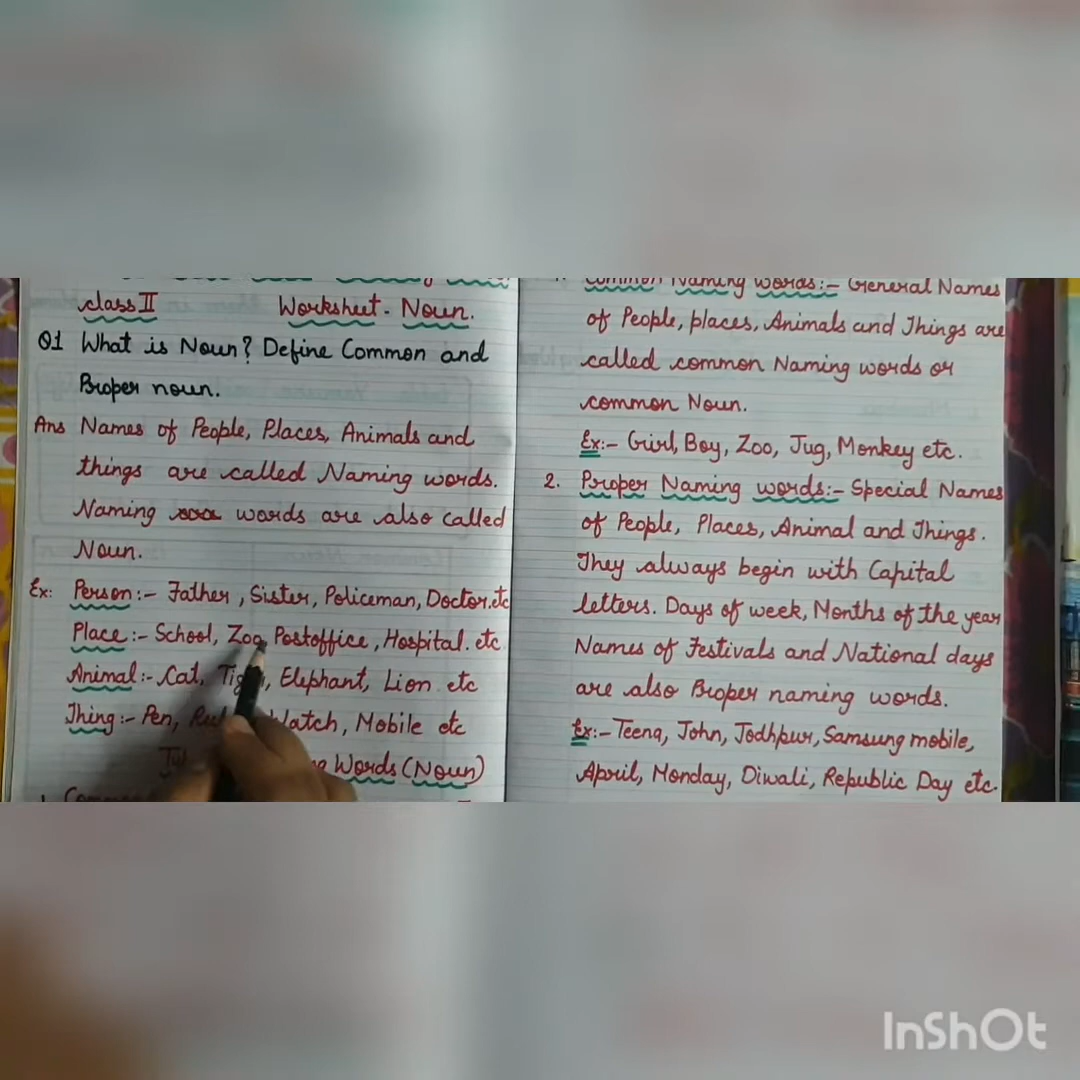 class II Worksheet - Noun.
Q1 What is Noun? Define Common and
Proper noun.
Ans Names of People, Places, Animals and
things are called Naming words.
Naming words are also called
Noun.
Ex: Person:- Father, Sister, Policeman, Doctor.etc
Place:- School, Zoo, Postoffice, Hospital. etc
Animal:- Cat, Elephant, Lion etc
Thing:- Pen, Watch, Mobile etc
Words (Noun)
Common Naming words:- General Names
of People, places, Animals and Things are
called common Naming words or
common Noun.
Ex:- Girl, Boy, Zoo, Jug, Monkey etc.
2. Proper Naming words:- Special Names
of People, Places, Animal and Things.
They always begin with Capital
letters. Days of week, Months of the year
Names of Festivals and National days
are also Proper naming words.
Ex:- Teena, John, Jodhpur, Samsung mobile,
April, Monday, Diwali, Republic Day etc.
InShOt